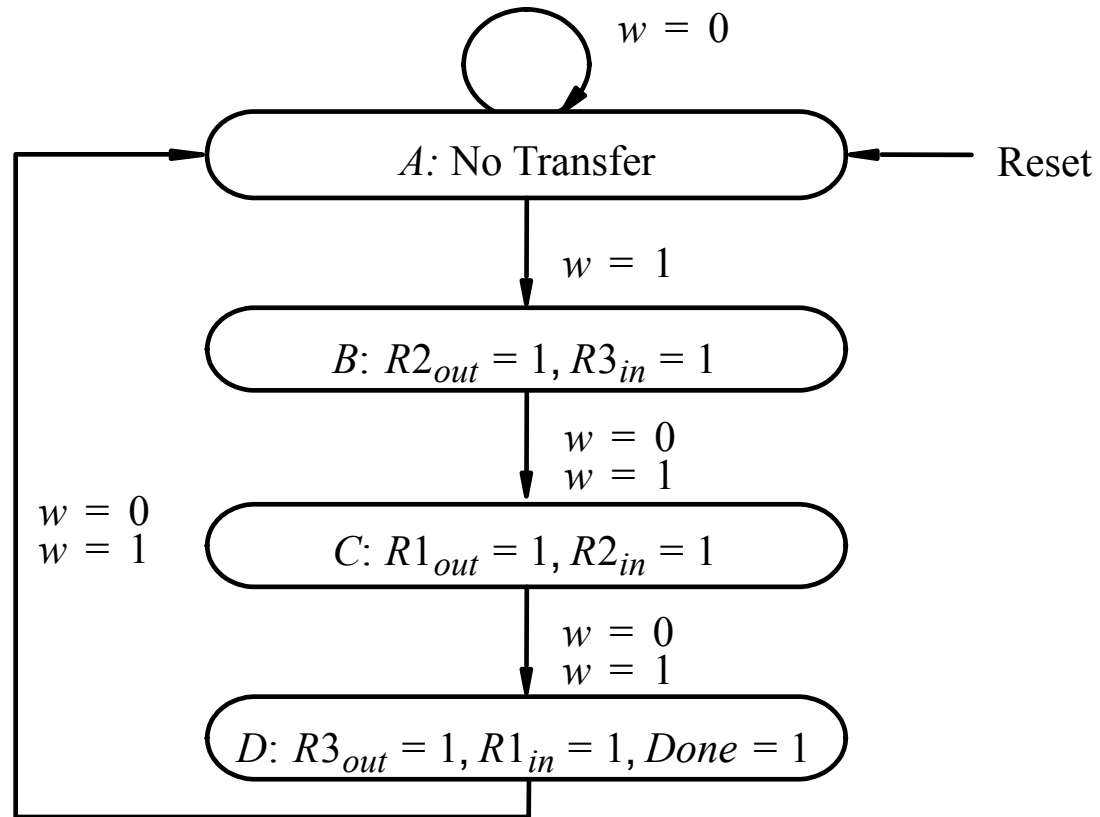 w = 0
A: No Transfer
Reset
w = 1
B: R2out = 1, R3in = 1
w = 0
w = 1
w = 0
w = 1
C: R1out = 1, R2in = 1
w = 0
w = 1
D: R3out = 1, R1in = 1, Done = 1